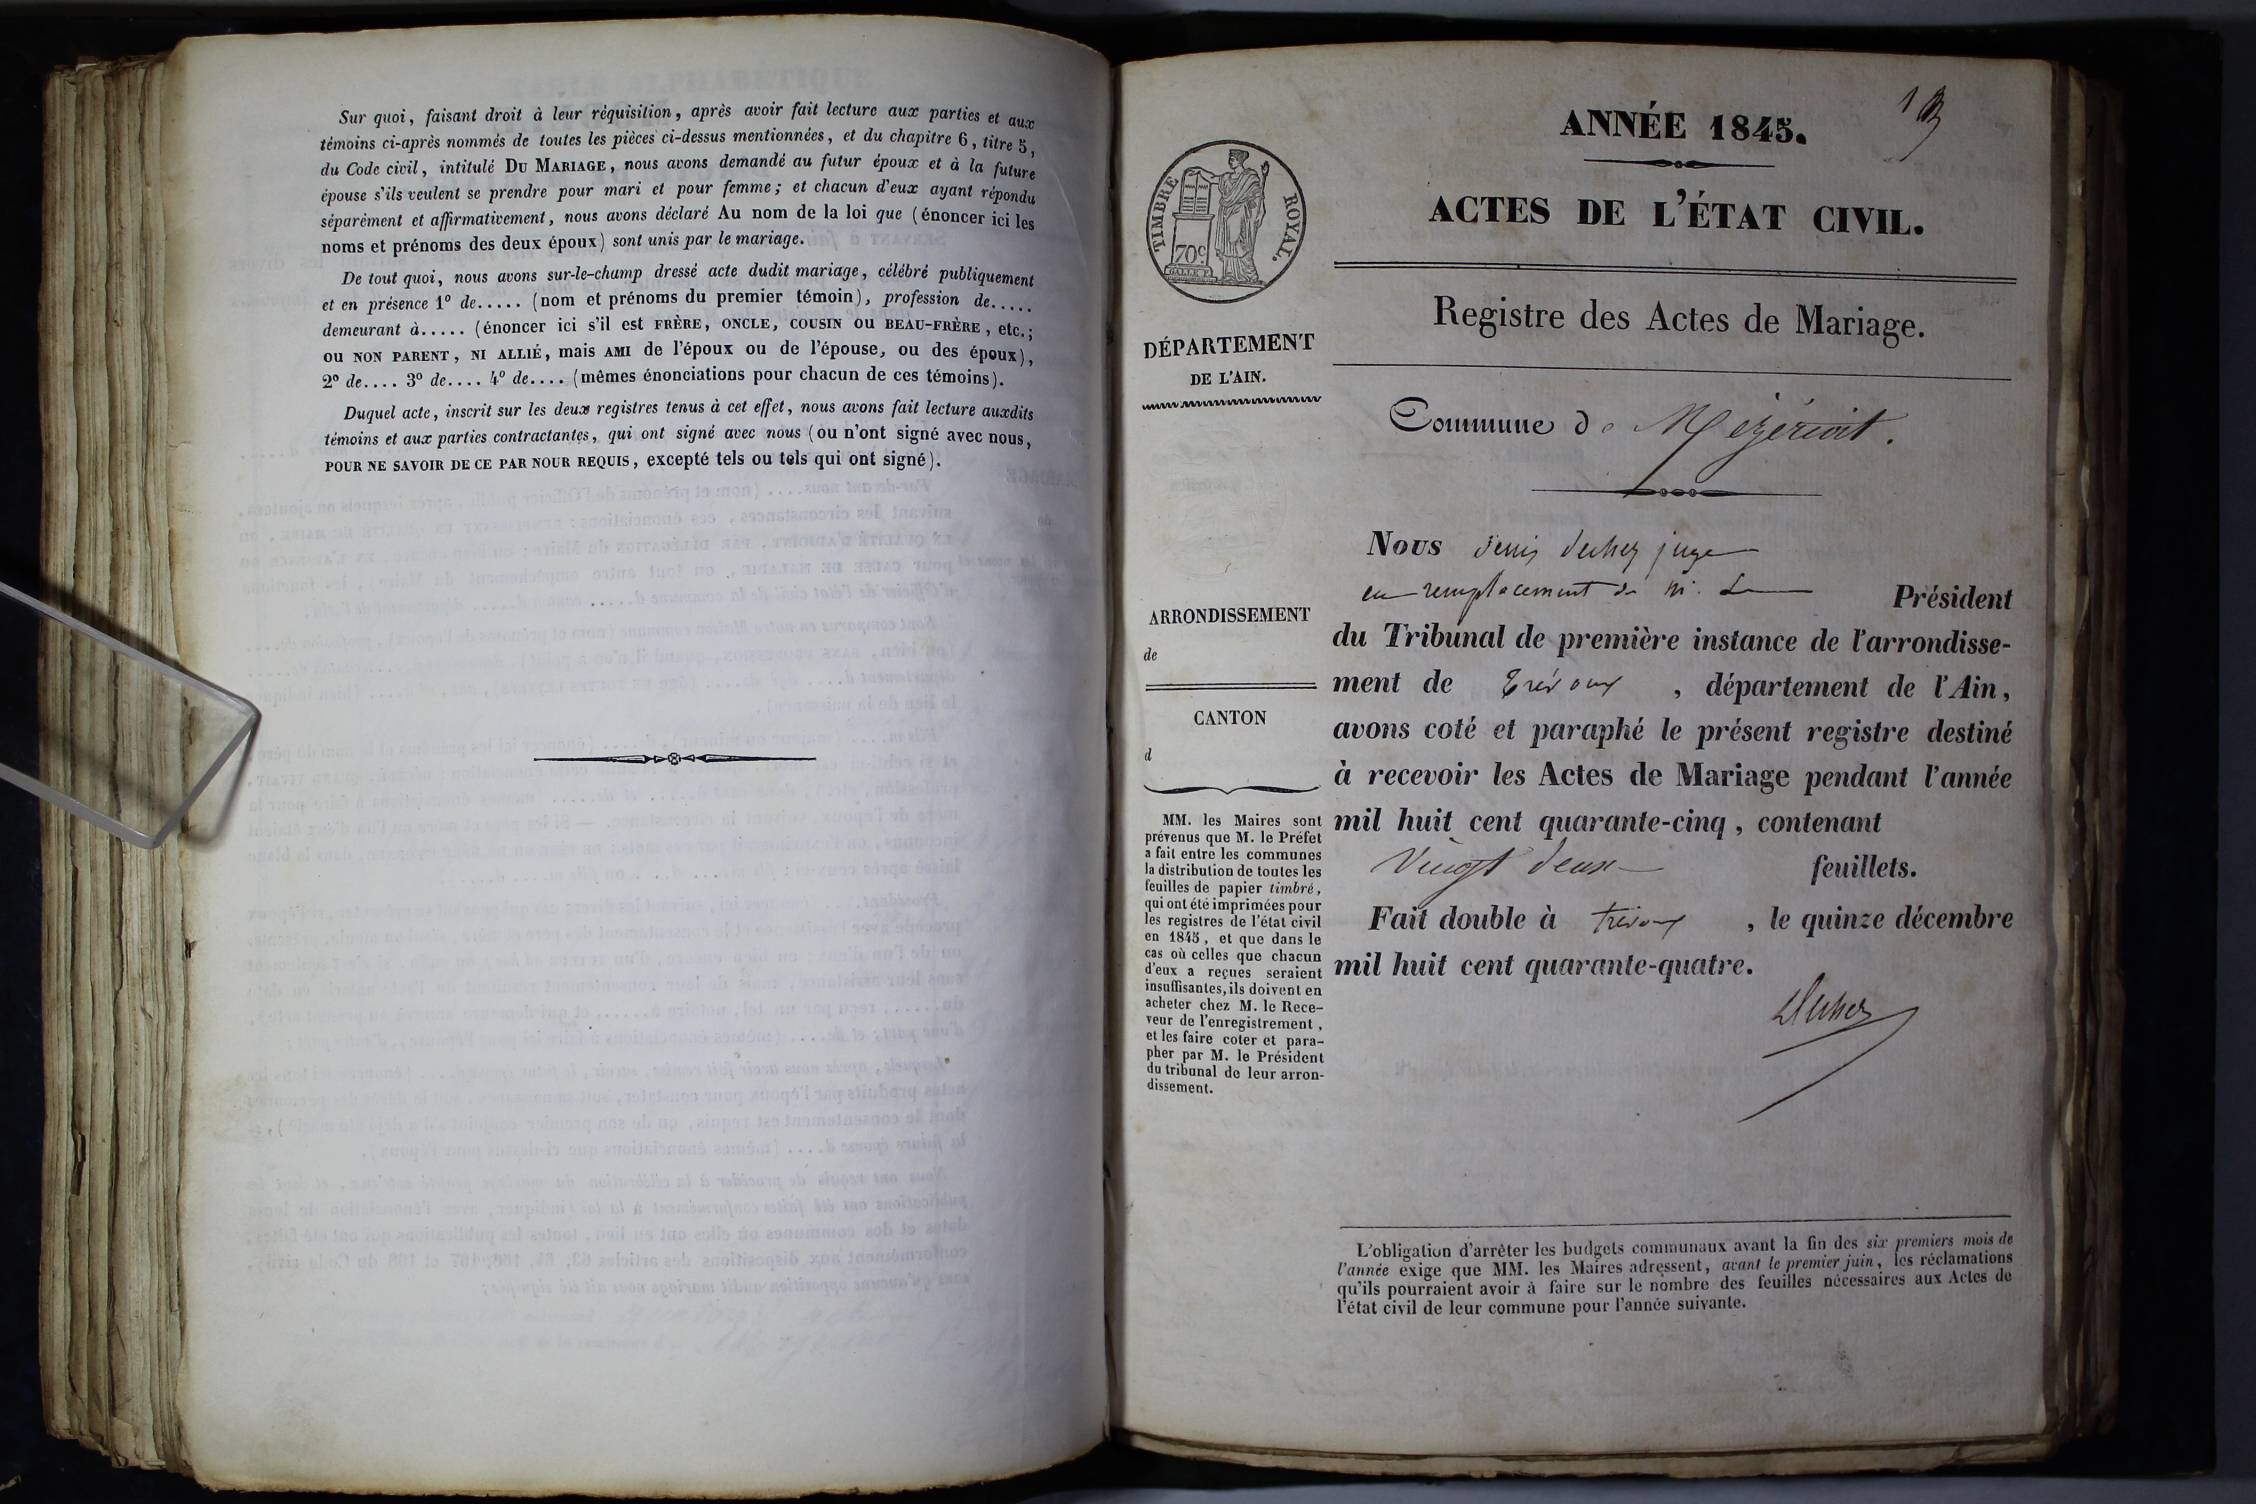 Sur quoi, faisant droit à leur réquisition, après avoir fait lecture aux parties et aux
témoins ci-après nommés de toutes les pièces ci-dessus mentionnées, et du chapitre 6, titre 5,
du Code civil, intitulé DU MARIAGE, nous avons demandé au futur époux et à la future
épouse s'ils veulent se prendre pour mari et pour femme; et chacun d'eux ayant répondu
séparément et affirmativement, nous avons déclaré Au nom de la loi que (énoncer ici les
noms et prénoms des deux époux) sont unis par le mariage.
De tout quoi, nous avons sur-le-champ dressé acte dudit mariage, célébré publiquement
et en présence 1º de..... (nom et prénoms du premier témoin), profession de.....
demeurant à..... (énoncer ici s'il est FRÈRE, ONCLE, COUSIN ou BEAU-FRÈRE, etc.;
ou NON PARENT, NI ALLIÉ, mais AMI de l'époux ou de l'épouse, ou des époux),
2º de.... 3º de.... 4º de.... (mêmes énonciations pour chacun de ces témoins).
Duquel acte, inscrit sur les deux registres tenus à cet effet, nous avons fait lecture auxdits
témoins et aux parties contractantes, qui ont signé avec nous (ou n'ont signé avec nous,
POUR NE SAVOIR DE CE PAR NOUR REQUIS, excepté tels ou tels qui ont signé).
ANNÉE 1845.
ACTES DE L'ÉTAT CIVIL.
Registre des Actes de Mariage.
Commune de Mézériat.
TIMBRE ROYAL.
70c
GALLE F.
DÉPARTEMENT
DE L'AIN.
ARRONDISSEMENT
de
CANTON
d
MM. les Maires sont
prévenus que M. le Préfet
a fait entre les communes
la distribution de toutes les
feuilles de papier timbré,
qui ont été imprimées pour
les registres de l'état civil
en 1845, et que dans le
cas où celles que chacun
d'eux a reçues seraient
insuffisantes, ils doivent en
acheter chez M. le Rece-
veur de l'enregistrement,
et les faire coter et para-
pher par M. le Président
du tribunal de leur arron-
dissement.
Nous Denis juge
en remplacement de M. Le Président
du Tribunal de première instance de l'arrondisse-
ment de Trévoux, département de l'Ain,
avons coté et paraphé le présent registre destiné
à recevoir les Actes de Mariage pendant l'année
mil huit cent quarante-cinq, contenant
Vingt deux feuillets.
Fait double à Trévoux, le quinze décembre
mil huit cent quarante-quatre.
L'obligation d'arrêter les budgets communaux avant la fin des six premiers mois de
l'année exige que MM. les Maires adressent, avant le premier juin, les réclamations
qu'ils pourraient avoir à faire sur le nombre des feuilles nécessaires aux Actes de
l'état civil de leur commune pour l'année suivante.